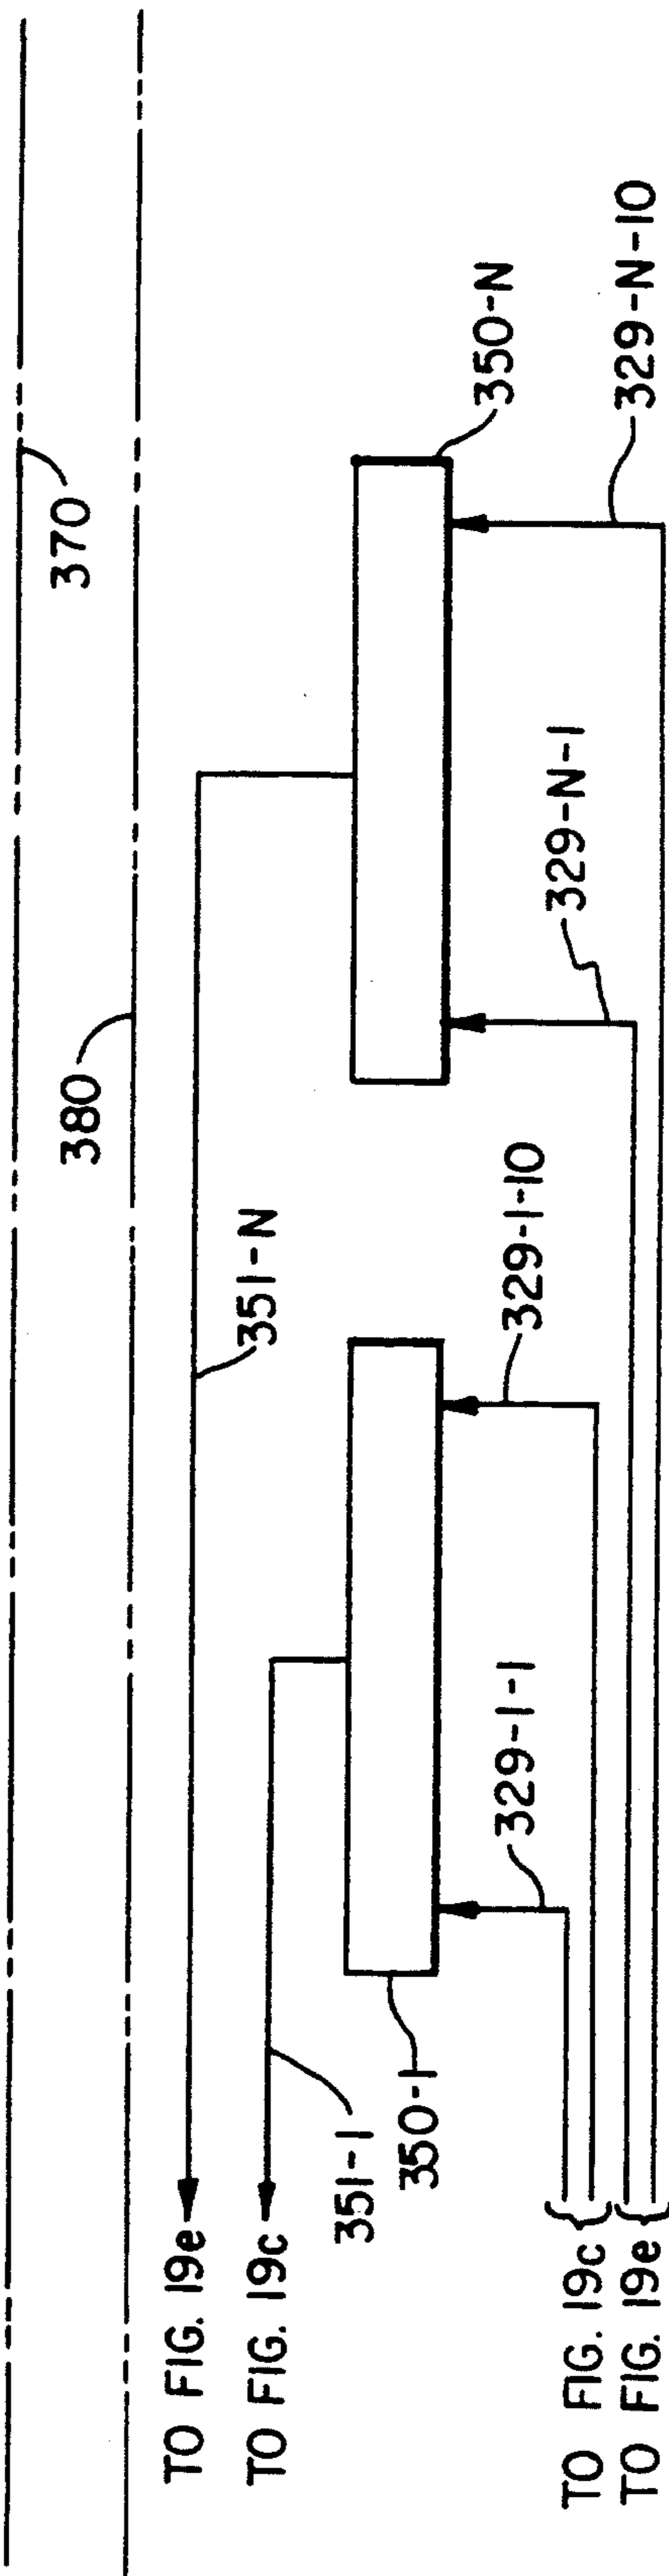 370
380
TO FIG. 19e
351-N
TO FIG. 19c
351-1
350-1
350-N
329-1-1
329-1-10
329-N-1
329-N-10
TO FIG. 19c
TO FIG. 19e